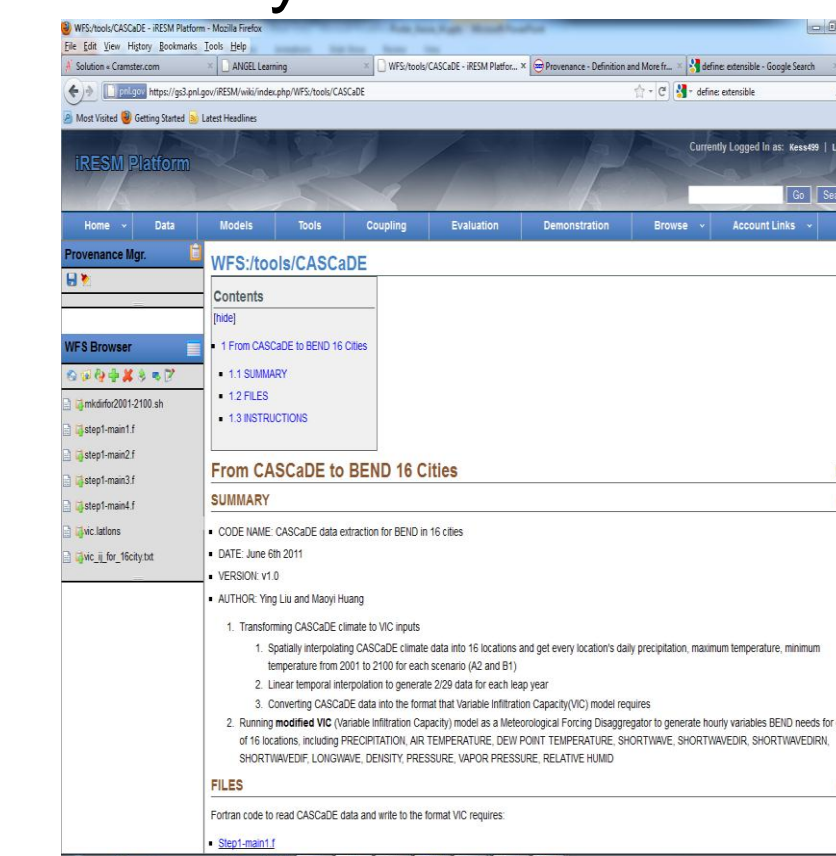 WFS:/tools/CASCaDE - iRESM Platform - Mozilla Firefox
File Edit View History Bookmarks Tools Help
Solution « Cramster.com
ANGEL Learning
WFS/tools/CASCaDE - iRESM Platfor...
Provenance - Definition and More fr...
define: extensible - Google Search
pnl.gov https://gs3.pnl.gov/iRESM/wiki/index.php/WFS/tools/CASCaDE
define: extensible
Most Visited Getting Started Latest Headlines
iRESM Platform
Currently Logged In as: Kess499 | L
Go Sea
Home Data Models Tools Coupling Evaluation Demonstration Browse Account Links
Provenance Mgr.
WFS Browser
mkdirfor2001-2100.sh
step1-main1.f
step1-main2.f
step1-main3.f
step1-main4.f
vic.latlons
vic_ij_for_16city.txt
WFS:/tools/CASCaDE
Contents
[hide]
1 From CASCaDE to BEND 16 Cities
1.1 SUMMARY
1.2 FILES
1.3 INSTRUCTIONS
From CASCaDE to BEND 16 Cities
SUMMARY
CODE NAME: CASCaDE data extraction for BEND in 16 cities
DATE: June 6th 2011
VERSION: v1.0
AUTHOR: Ying Liu and Maoyi Huang
1. Transforming CASCaDE climate to VIC inputs
1. Spatially interpolating CASCaDE climate data into 16 locations and get every location's daily precipitation, maximum temperature, minimum
temperature from 2001 to 2100 for each scenario (A2 and B1)
2. Linear temporal interpolation to generate 2/29 data for each leap year
3. Converting CASCaDE data into the format that Variable Infiltration Capacity(VIC) model requires
2. Running modified VIC (Variable Infiltration Capacity) model as a Meteorological Forcing Disaggregator to generate hourly variables BEND needs for
of 16 locations, including PRECIPITATION, AIR TEMPERATURE, DEW POINT TEMPERATURE, SHORTWAVE, SHORTWAVEDIR, SHORTWAVEDIRN,
SHORTWAVEDIF, LONGWAVE, DENSITY, PRESSURE, VAPOR PRESSURE, RELATIVE HUMID
FILES
Fortran code to read CASCaDE data and write to the format VIC requires:
Step1-main1.f